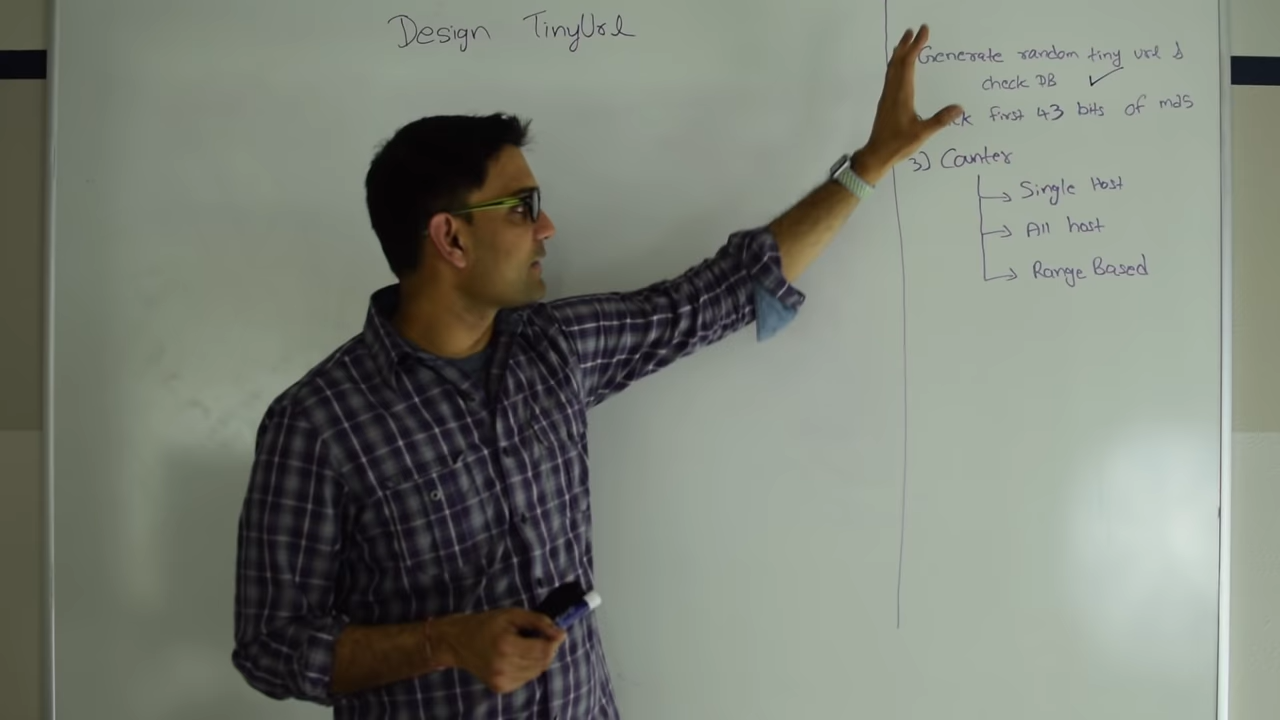 Design TinyUrl
Generate random tiny url &
check DB ✓
first 43 bits of md5
3) Counter
→ Single Host
→ All host
→ Range Based